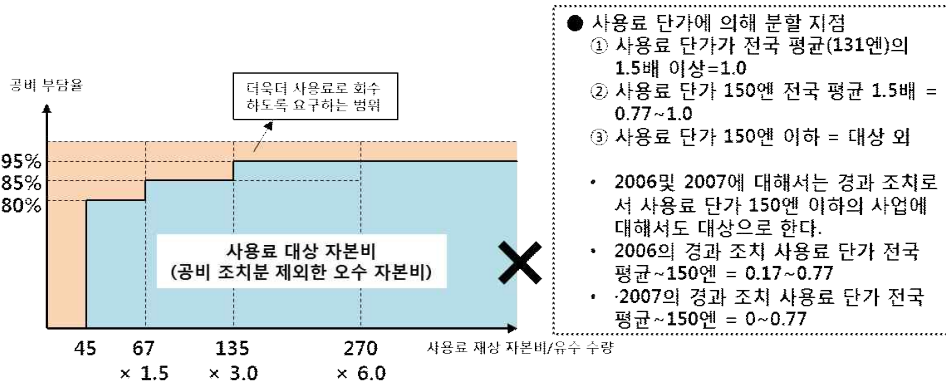 ● 사용료 단가에 의해 분할 지점
① 사용료 단가가 전국 평균(131엔)의
1.5배 이상=1.0
② 사용료 단가 150엔 전국 평균 1.5배 =
0.77~1.0
③ 사용료 단가 150엔 이하 = 대상 외
• 2006및 2007에 대해서는 경과 조치로
서 사용료 단가 150엔 이하의 사업에
대해서도 대상으로 한다.
• 2006의 경과 조치 사용료 단가 전국
평균~150엔 = 0.17~0.77
• ·2007의 경과 조치 사용료 단가 전국
평균~150엔 = 0~0.77
공비 부담율
더욱더 사용료로 회수
하도록 요구하는 범위
95%
85%
80%
사용료 대상 자본비
(공비 조치분 제외한 오수 자본비)
45 67 135 270 사용료 재상 자본비/유수 수량
× 1.5 × 3.0 × 6.0